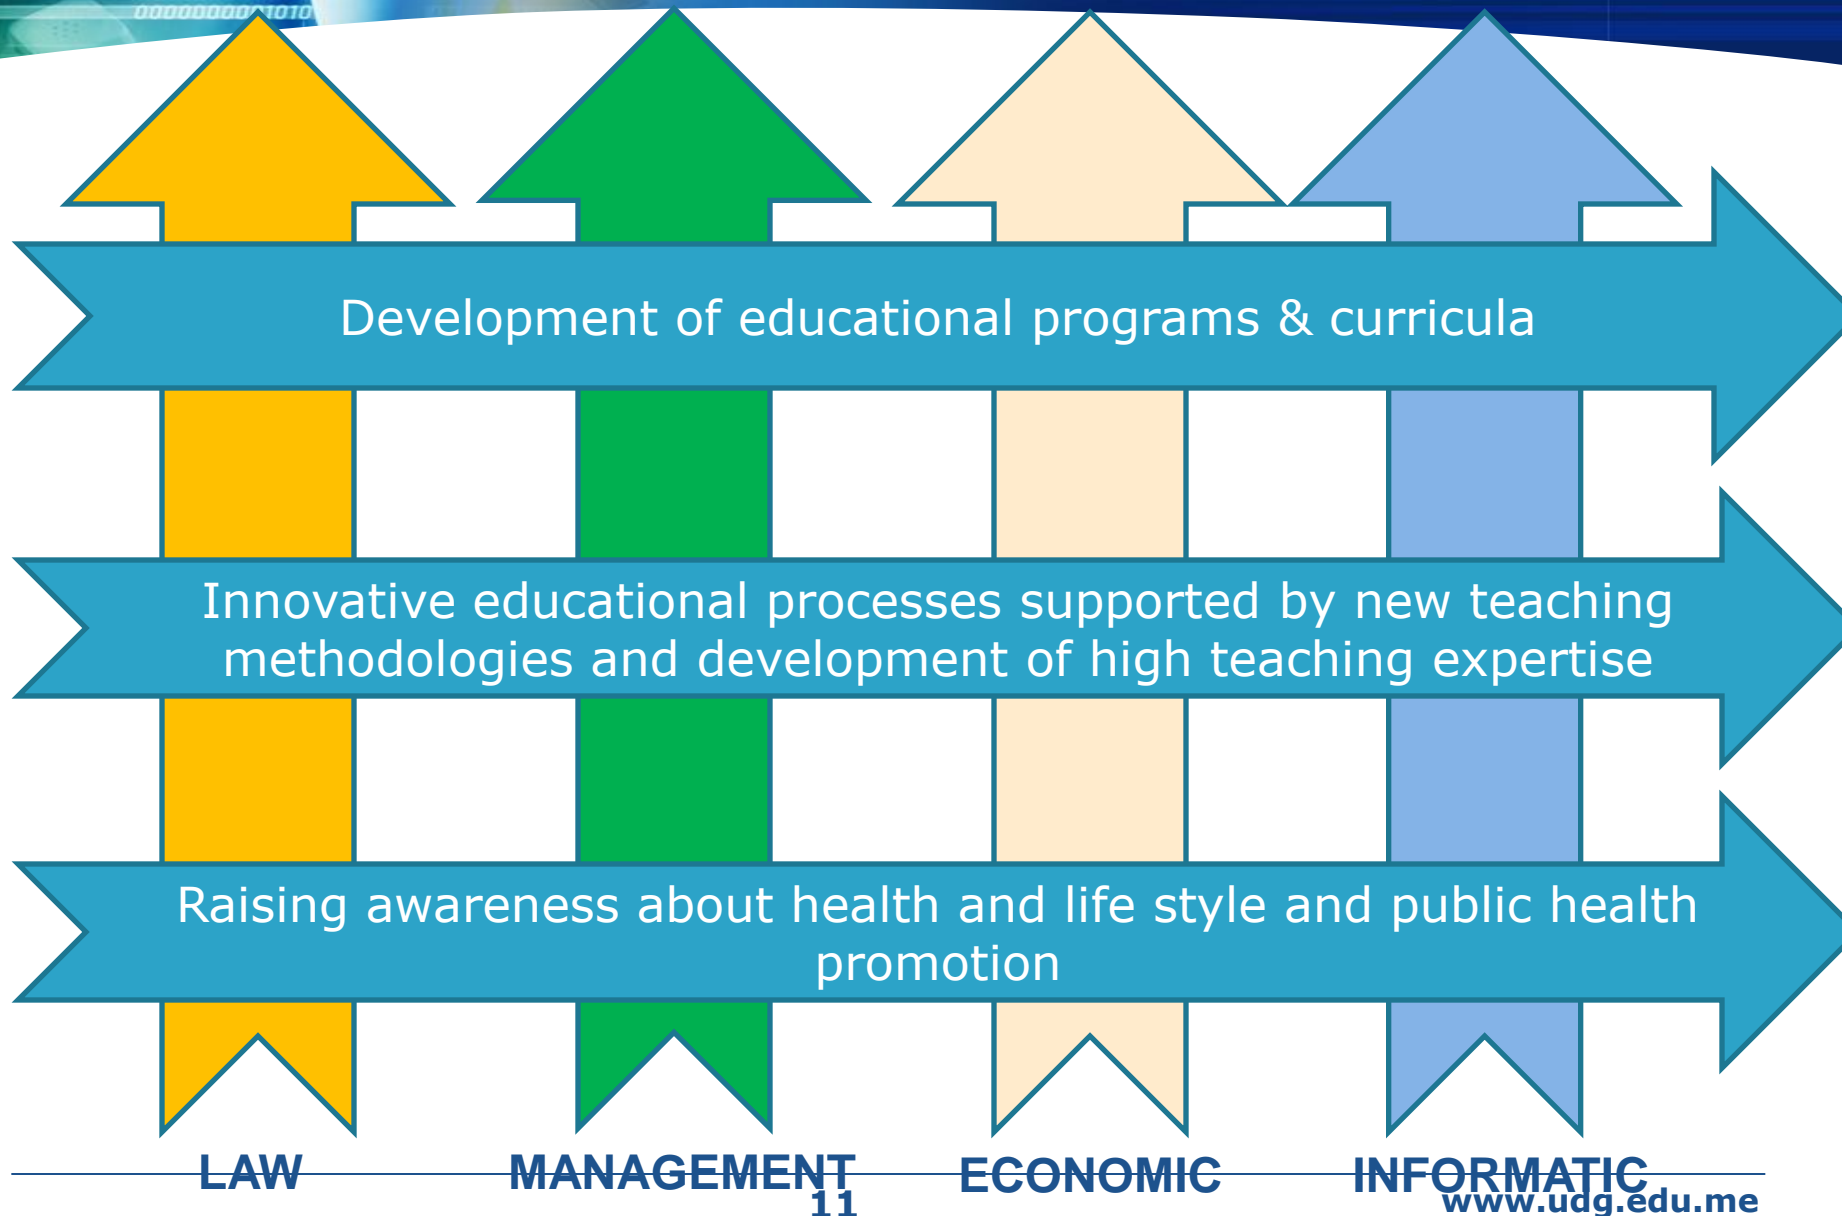 Development of educational programs & curricula
Innovative educational processes supported by new teaching
methodologies and development of high teaching expertise
Raising awareness about health and life style and public health
promotion
LAW MANAGEMENT ECONOMIC INFORMATIC
11 www.udg.edu.me